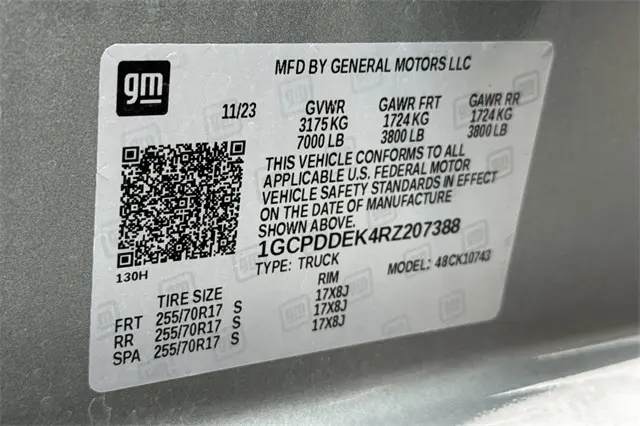 gm
MFD BY GENERAL MOTORS LLC
11/23 GVWR GAWR FRT GAWR RR
3175 KG 1724 KG 1724 KG
7000 LB 3800 LB 3800 LB
THIS VEHICLE CONFORMS TO ALL
APPLICABLE U.S. FEDERAL MOTOR
VEHICLE SAFETY STANDARDS IN EFFECT
ON THE DATE OF MANUFACTURE
SHOWN ABOVE.
1GCPDDEK4RZ207388
130H
TYPE: TRUCK MODEL: 48CK10743
TIRE SIZE RIM
FRT 255/70R17 S 17X8J
RR 255/70R17 S 17X8J
SPA 255/70R17 S 17X8J